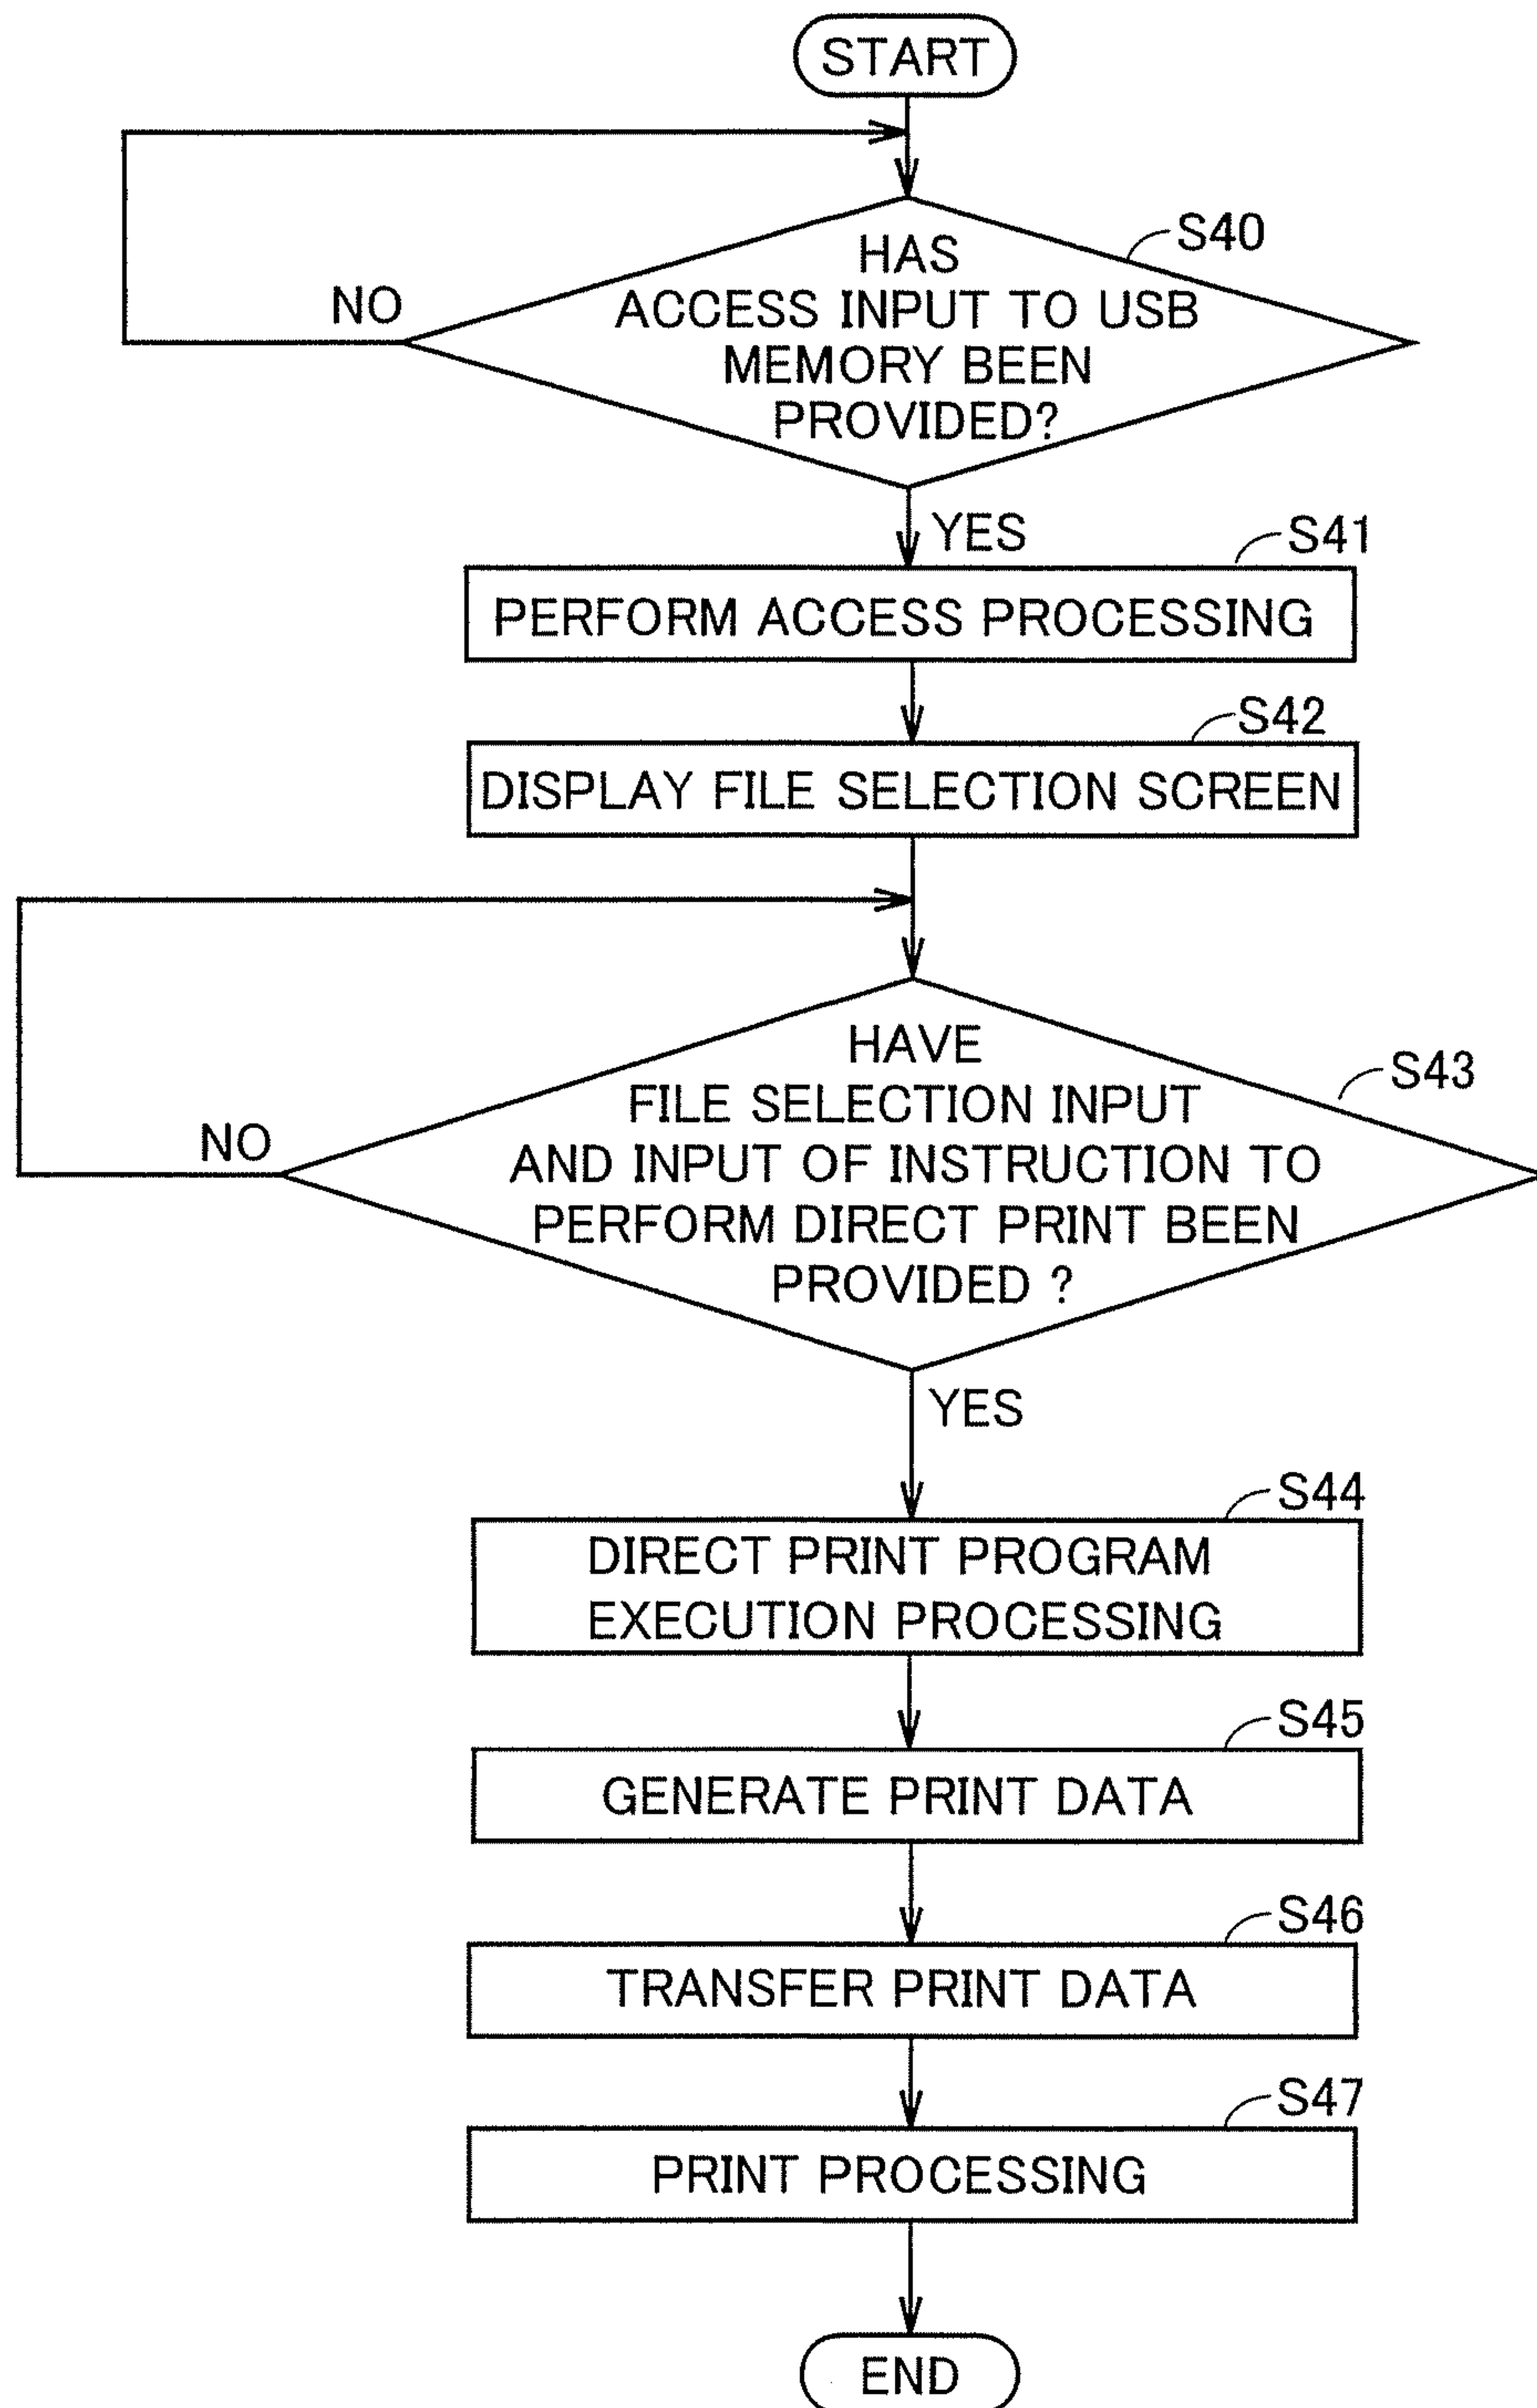 START
S40
HAS
ACCESS INPUT TO USB
MEMORY BEEN
PROVIDED?
NO
YES
S41
PERFORM ACCESS PROCESSING
S42
DISPLAY FILE SELECTION SCREEN
HAVE
S43
FILE SELECTION INPUT
NO
AND INPUT OF INSTRUCTION TO
PERFORM DIRECT PRINT BEEN
PROVIDED ?
YES
S44
DIRECT PRINT PROGRAM
EXECUTION PROCESSING
S45
GENERATE PRINT DATA
S46
TRANSFER PRINT DATA
S47
PRINT PROCESSING
END